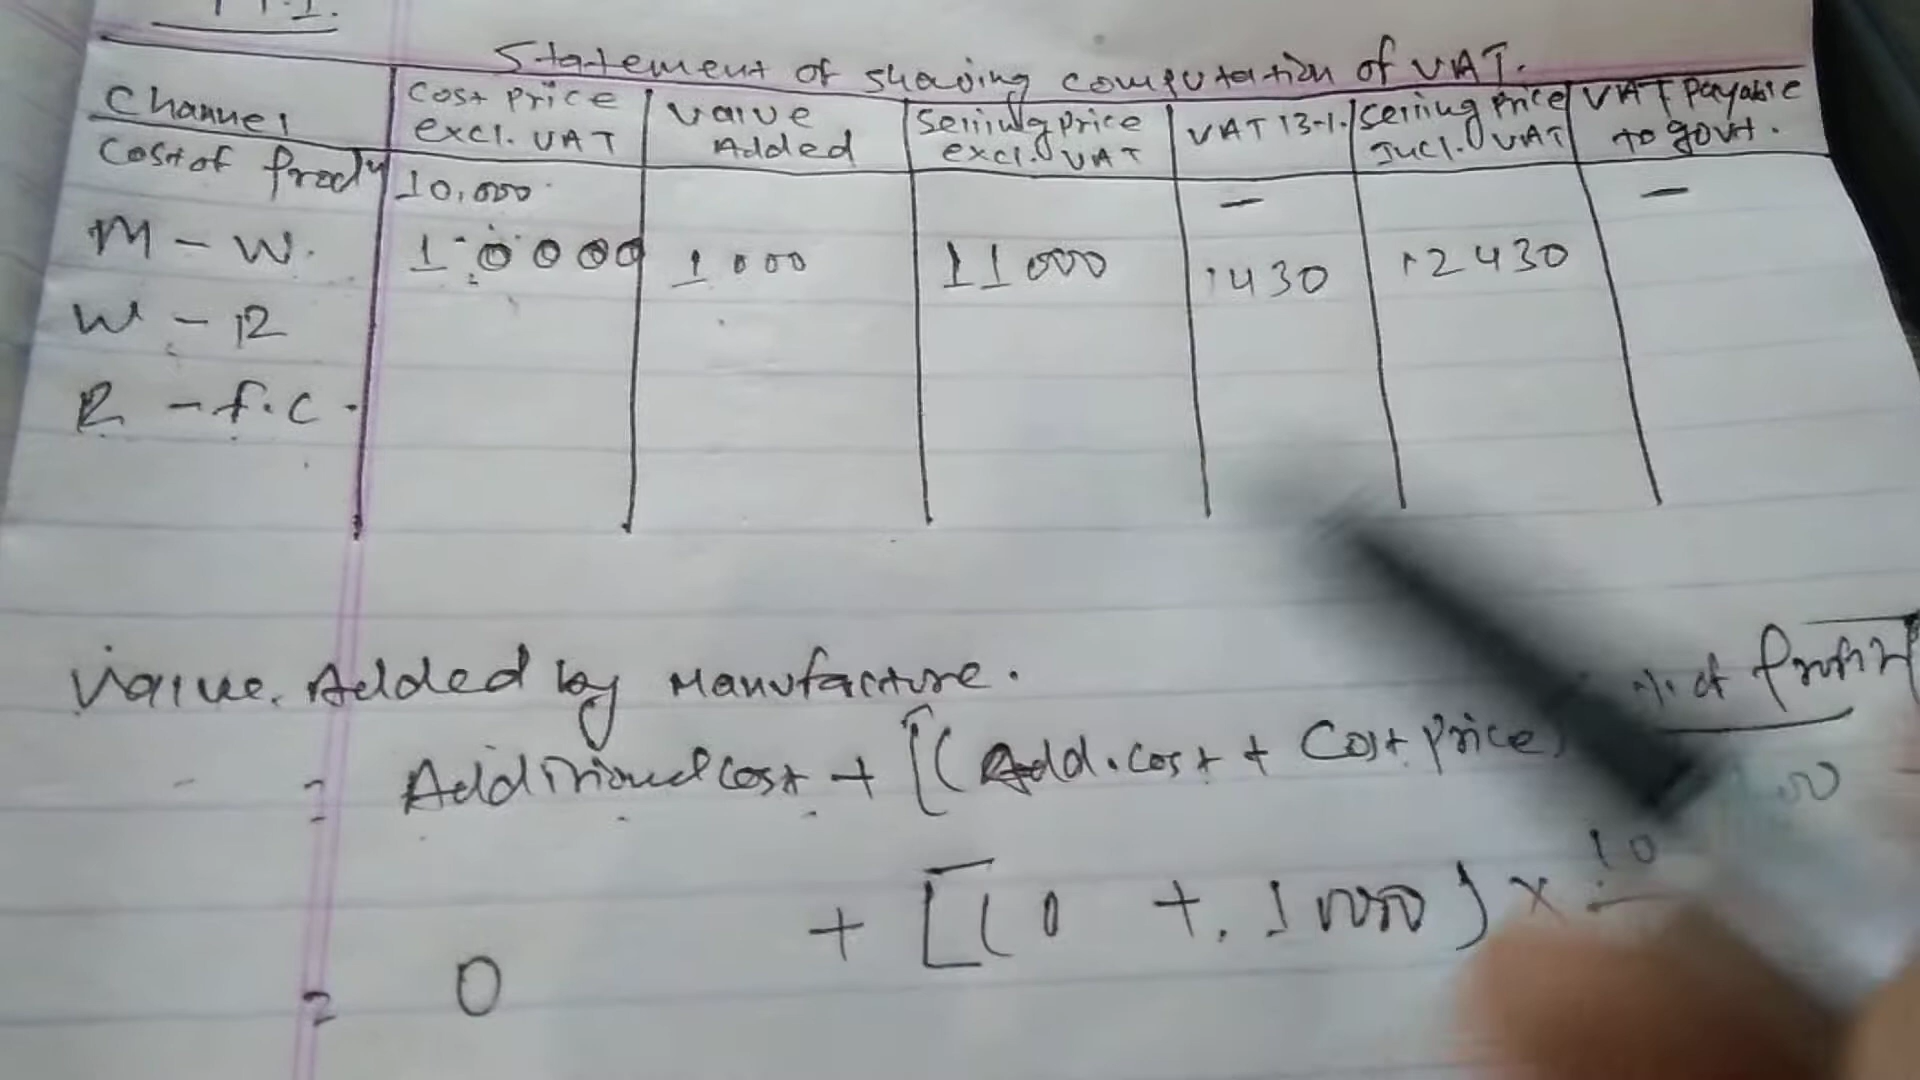 Statement of showing computation of VAT.
Channel | Cost price excl. VAT | Value Added | Selling price excl. VAT | VAT 13% | Selling price Incl. VAT | VAT Payable to govt.
Cost of | 10,000 | — | —
M - W. | 10000 | 1000 | 11000 | 1430 | 12430
W - R
R - f.c.
Value Added by Manufacture.
= Additional cost + [(Add. cost + Cost price) % of Profit
= 0 + [(0 + 10000) × 10